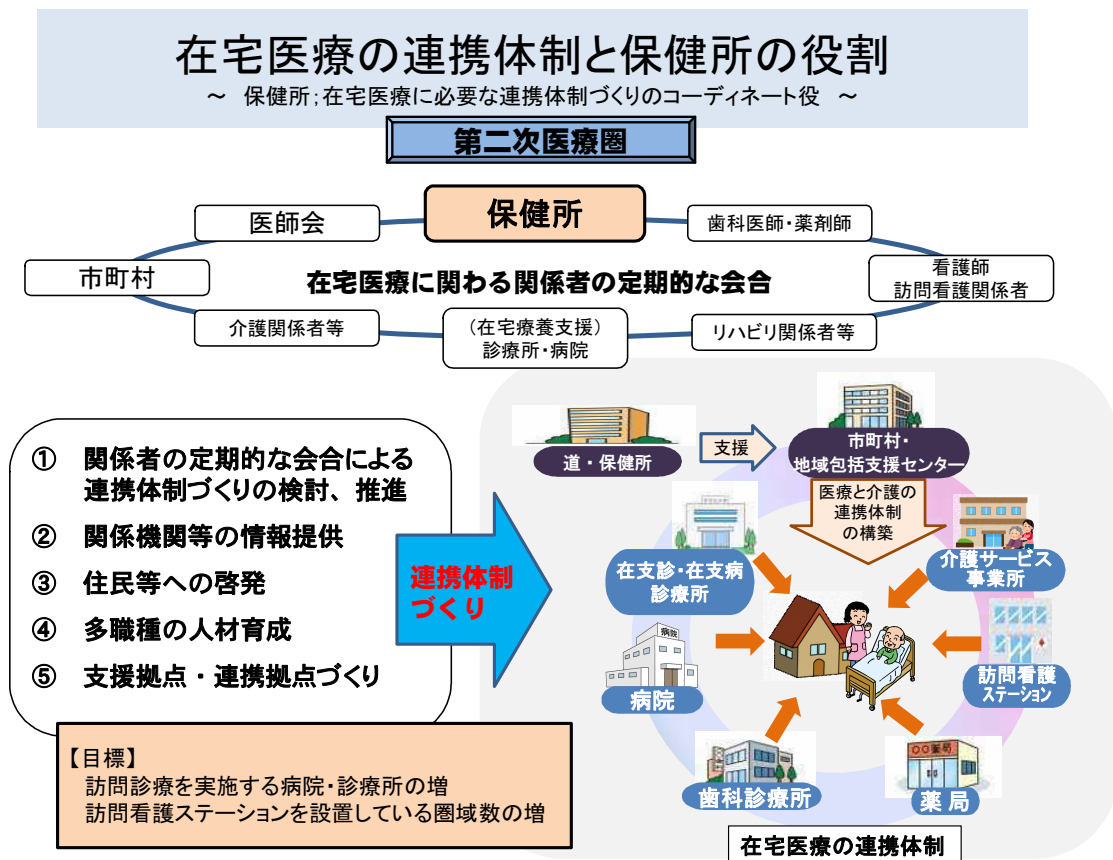 在宅医療の連携体制と保健所の役割
～ 保健所；在宅医療に必要な連携体制づくりのコーディネート役 ～
第二次医療圏
保健所
医師会
歯科医師・薬剤師
市町村
在宅医療に関わる関係者の定期的な会合
看護師
訪問看護関係者
介護関係者等
（在宅療養支援）
診療所・病院
リハビリ関係者等
① 関係者の定期的な会合による
連携体制づくりの検討、推進
② 関係機関等の情報提供
③ 住民等への啓発
④ 多職種の人材育成
⑤ 支援拠点・連携拠点づくり
【目標】
訪問診療を実施する病院・診療所の増
訪問看護ステーションを設置している圏域数の増
連携体制
づくり
道・保健所
支援
市町村・
地域包括支援センター
医療と介護の
連携体制
の構築
在支診・在支病
診療所
介護サービス
事業所
病院
病院
訪問看護
ステーション
歯科診療所
〇〇薬局
薬局
在宅医療の連携体制